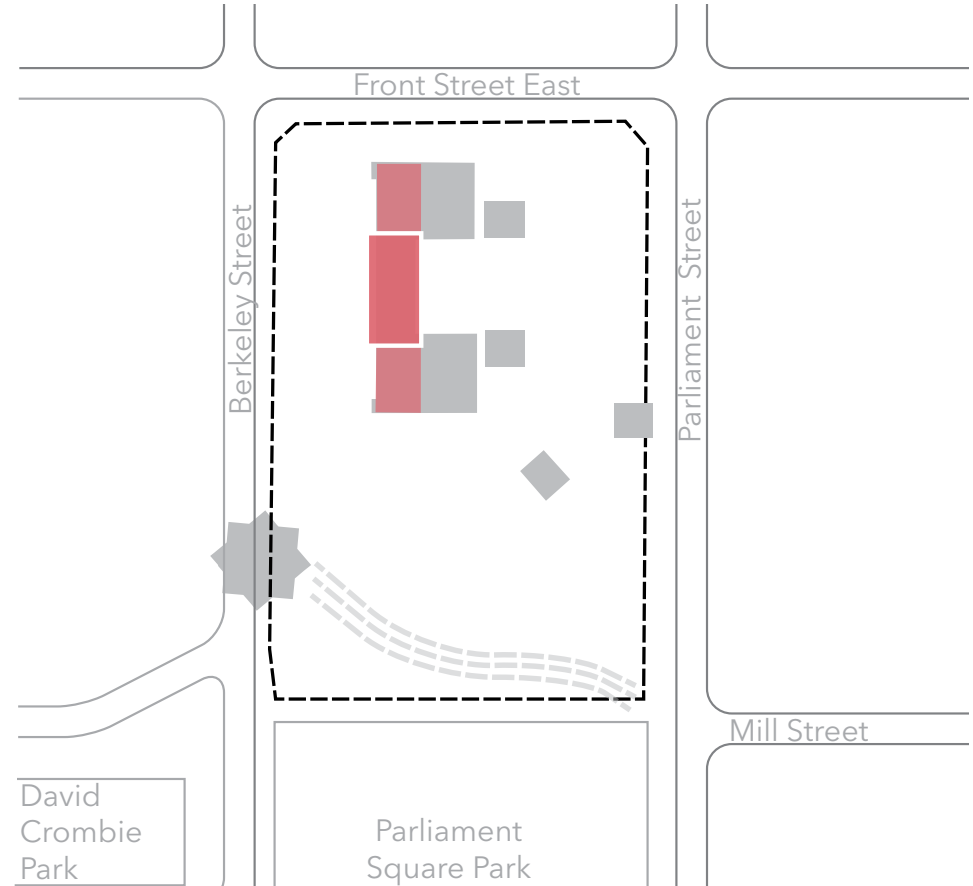 Front Street East
Berkeley Street
Parliament Street
Mill Street
David
Crombie
Park
Parliament
Square Park